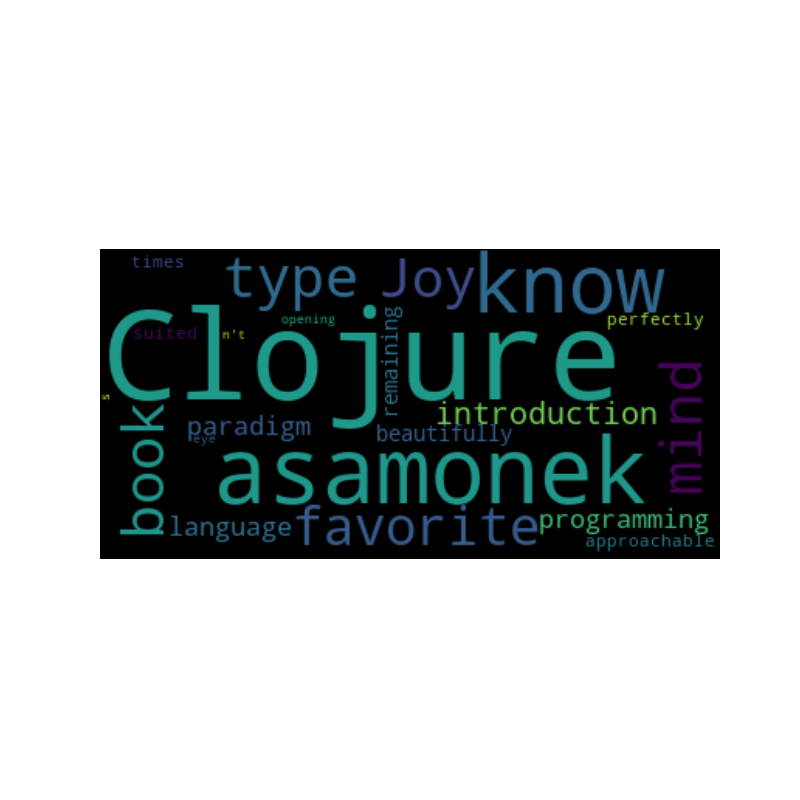 times
type
Joy
know
opening
perfectly
suited
n't
Clojure
remaining
s
introduction
mind
book
paradigm
eye
beautifully
asamonek
language
favorite
programming
approachable